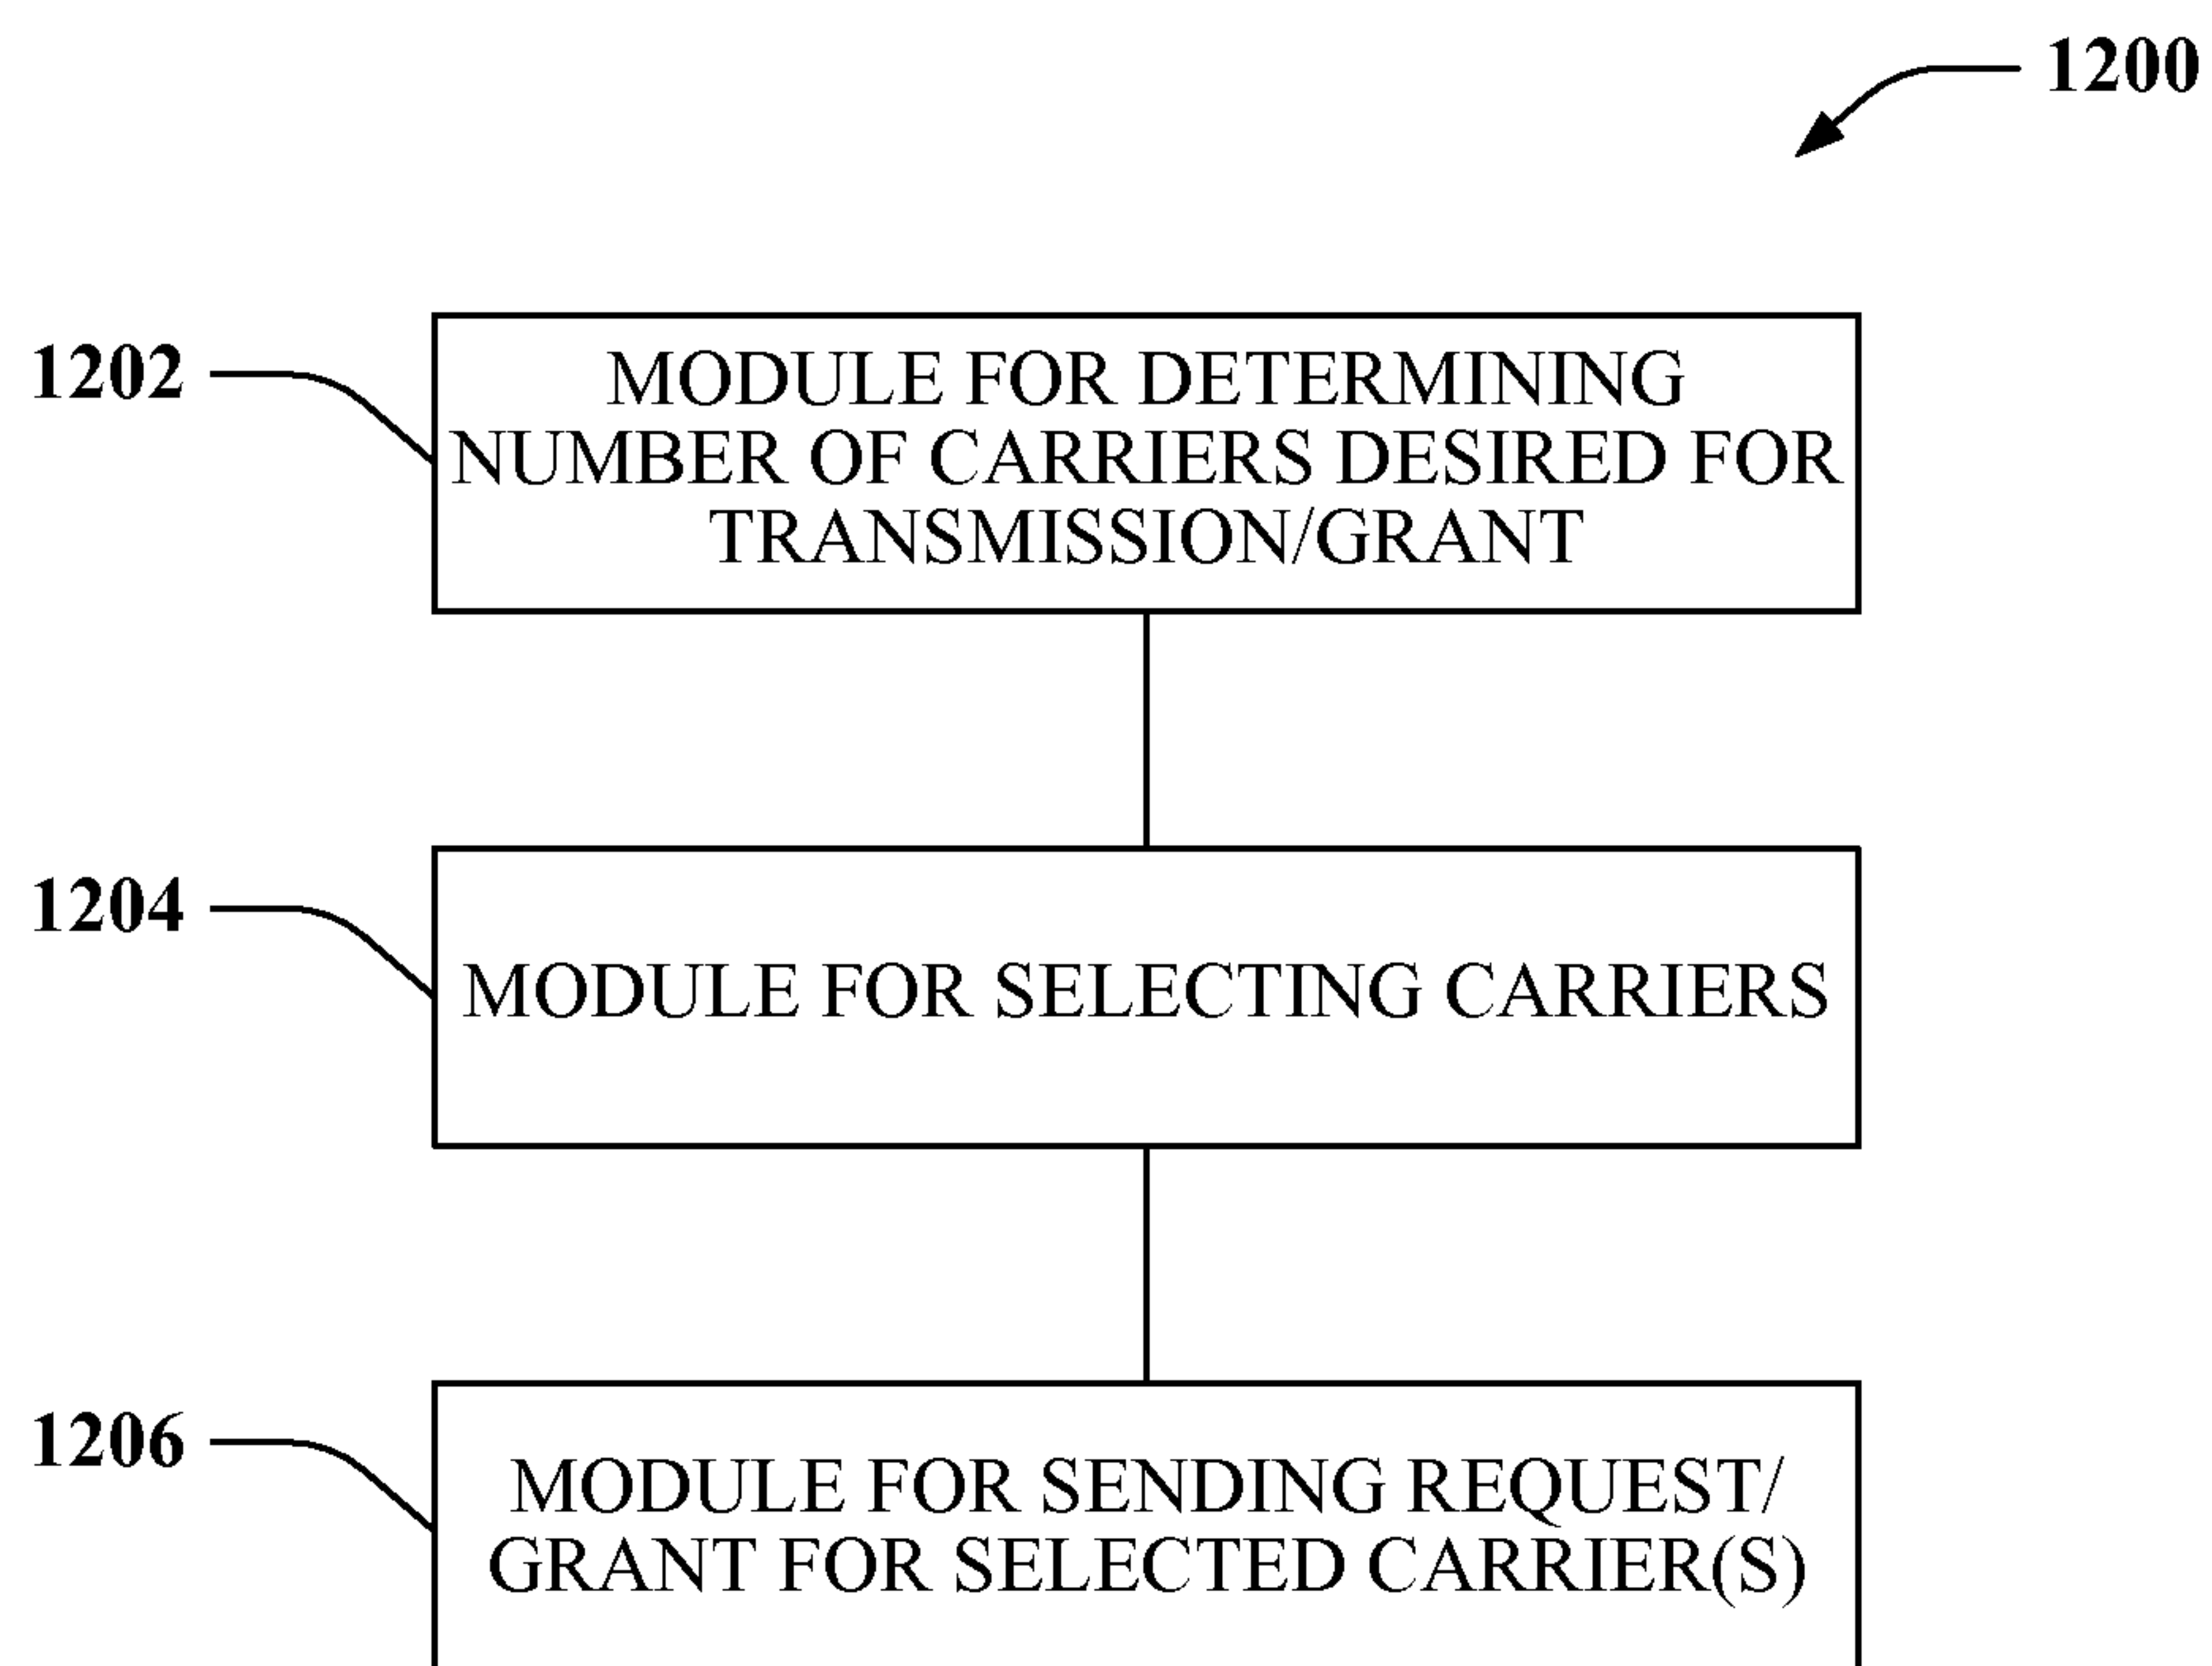 1200
1202
MODULE FOR DETERMINING
NUMBER OF CARRIERS DESIRED FOR
TRANSMISSION/GRANT
1204
MODULE FOR SELECTING CARRIERS
1206
MODULE FOR SENDING REQUEST/
GRANT FOR SELECTED CARRIER(S)